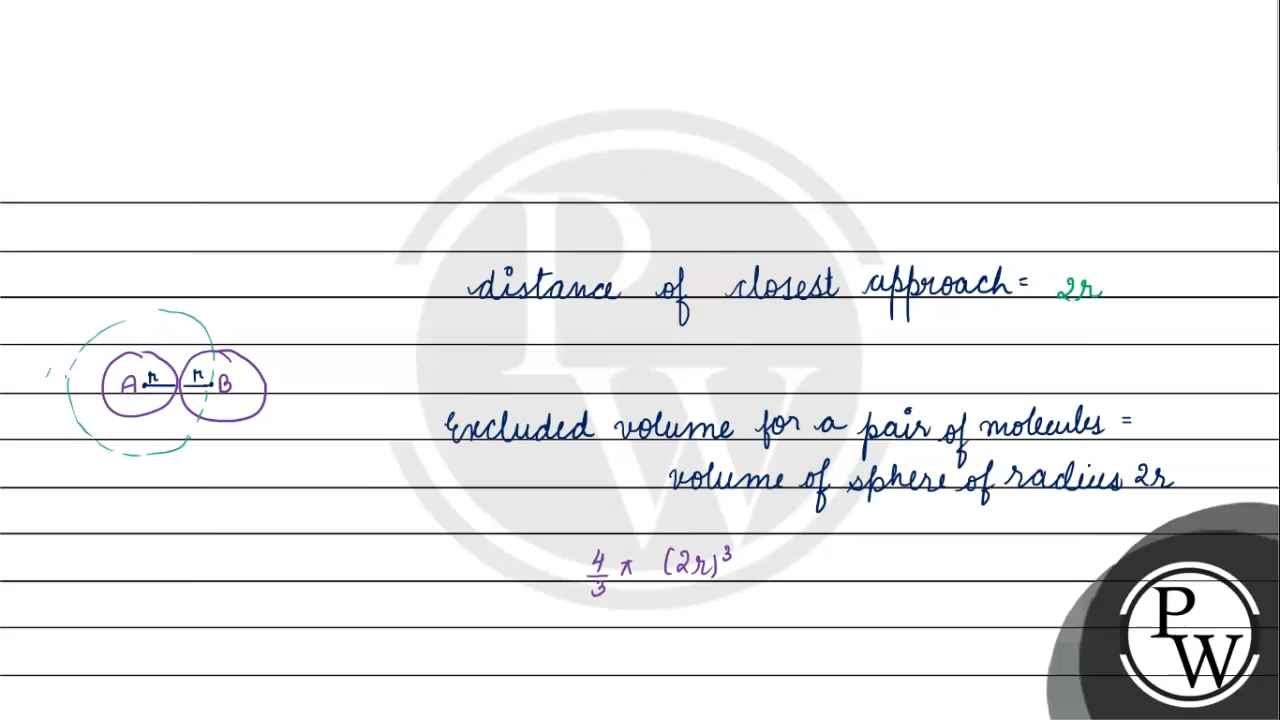 distance of closest approach = 2r
A r r B
Excluded volume for a pair of molecules =
volume of sphere of radius 2r
4/3 π (2r)³
P
W
P
W